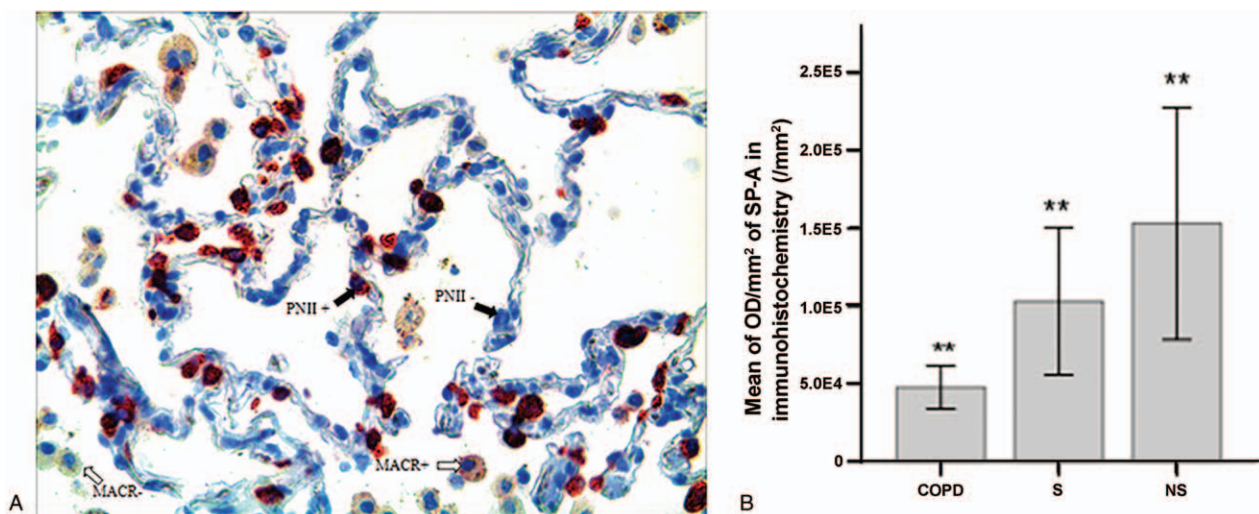 PNII +
PNII -
MACR+
MACR-
A
Mean of OD/mm² of SP-A in
immunohistochemistry (/mm²)
2.5E5
2.0E5
1.5E5
1.0E5
5.0E4
0
**
**
**
COPD
S
NS
B